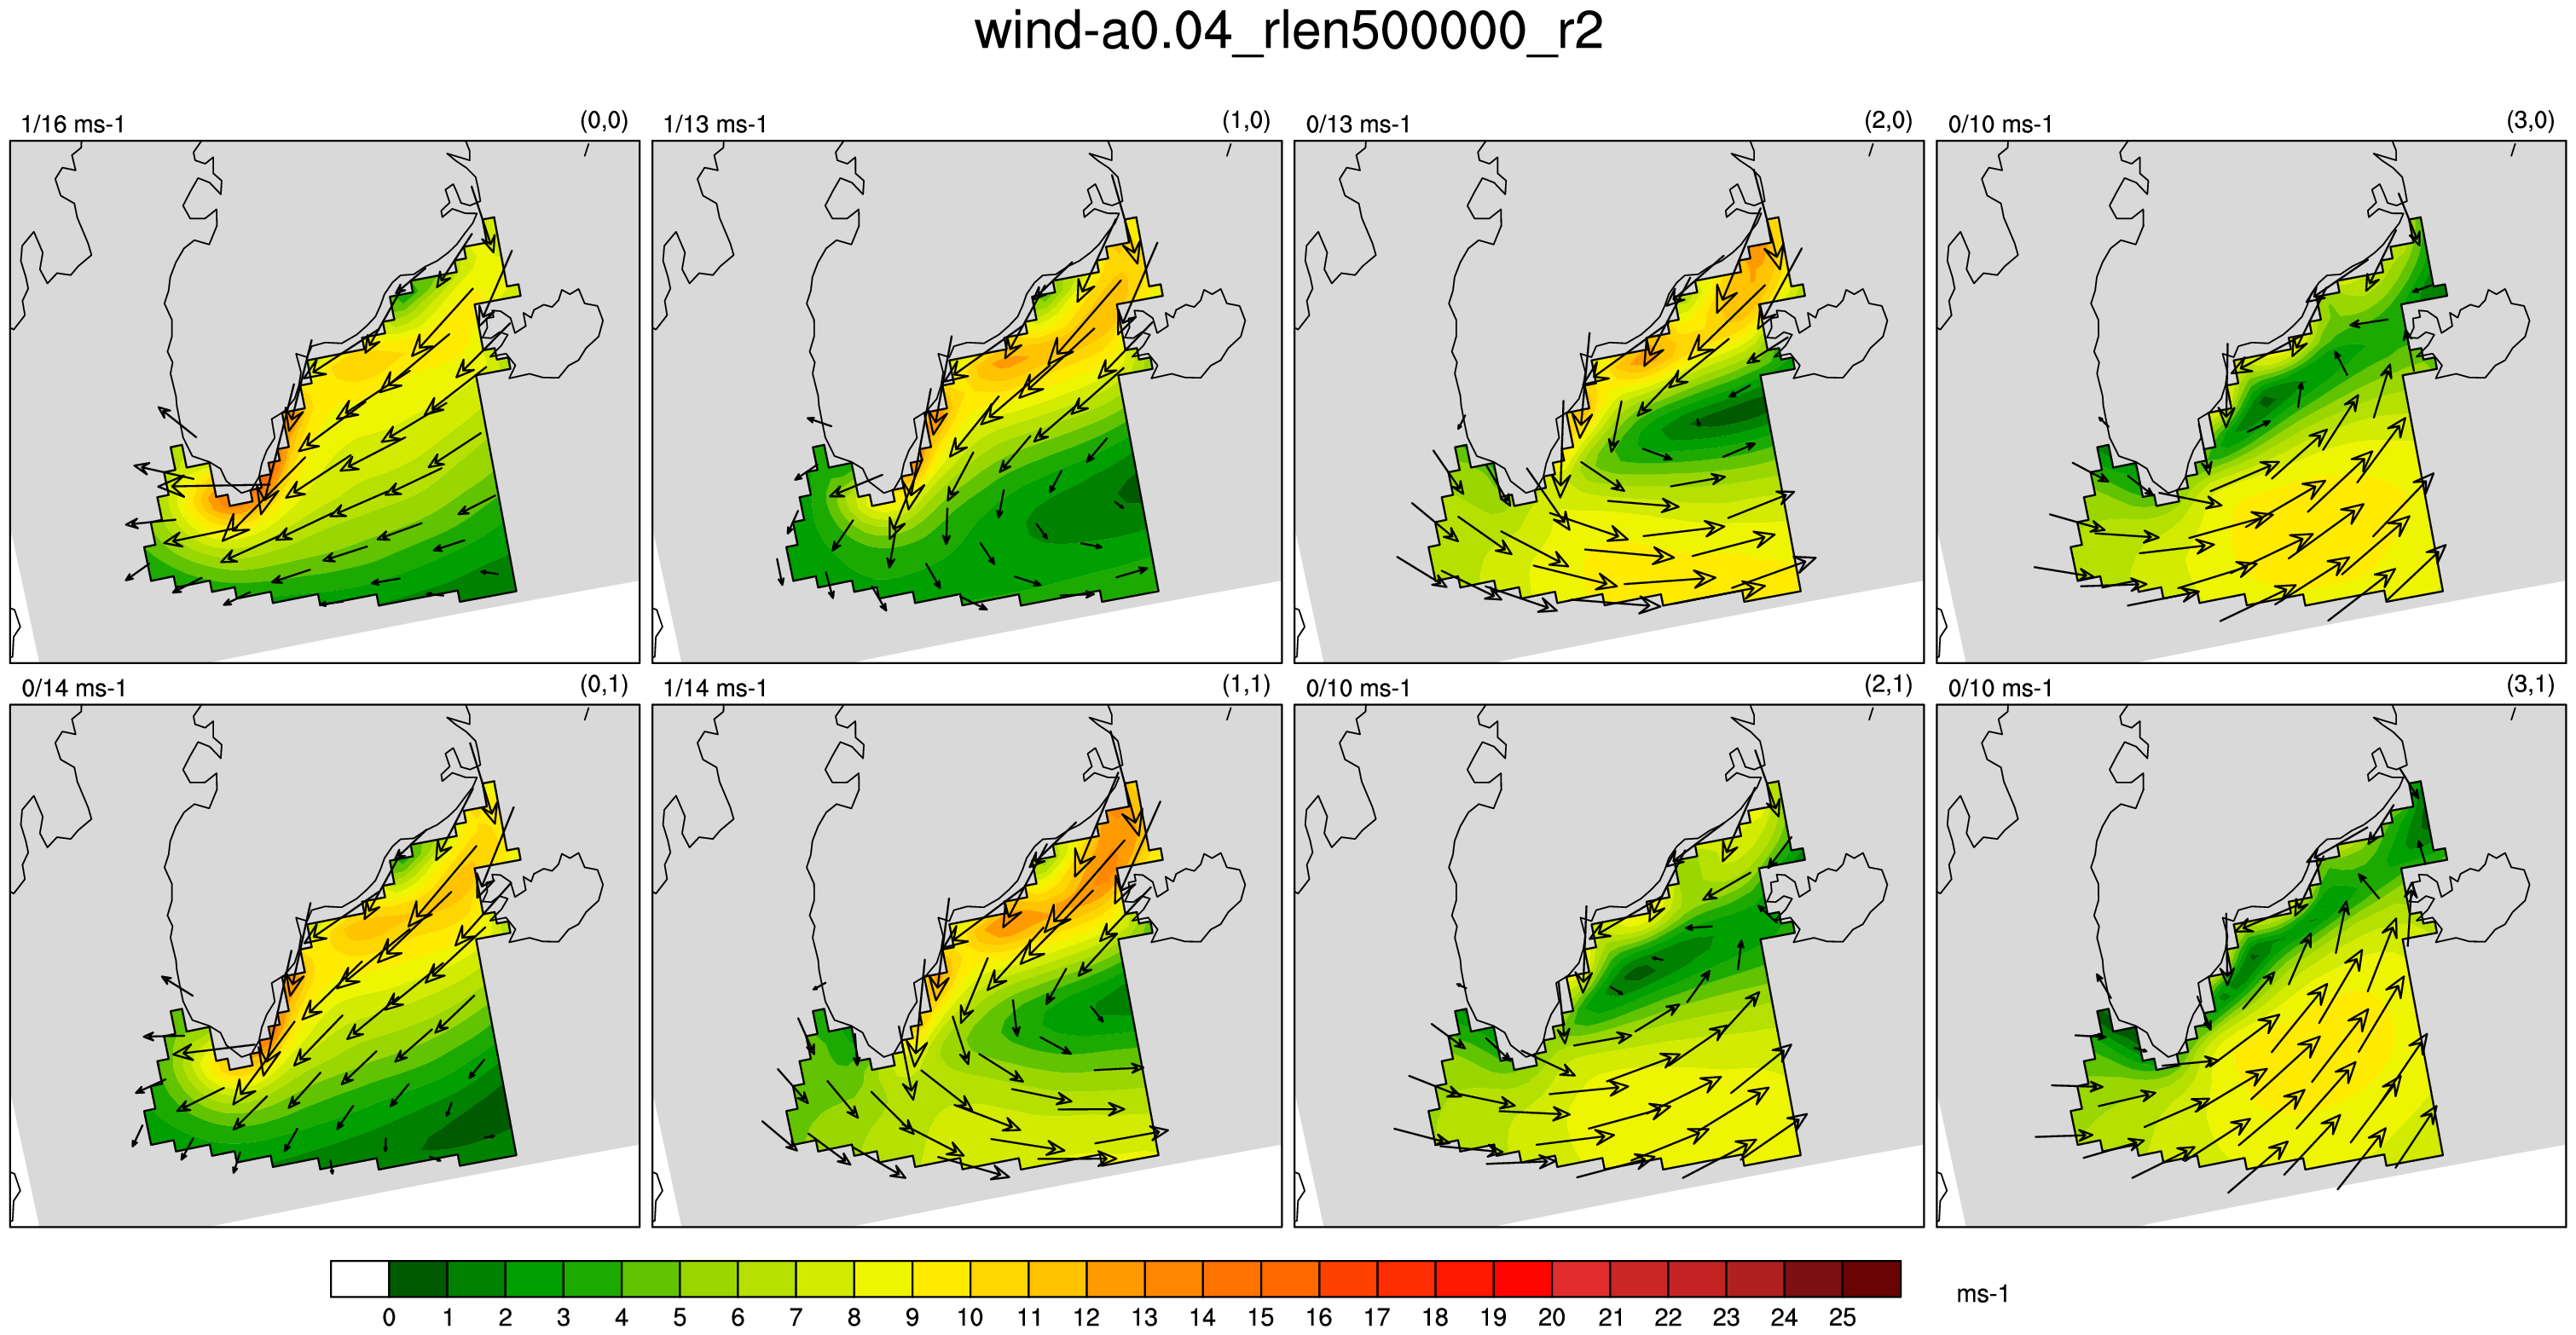 wind-a0.04_rlen500000_r2
1/16 ms-1 (0,0)
1/13 ms-1 (1,0)
0/13 ms-1 (2,0)
0/10 ms-1 (3,0)
0/14 ms-1 (0,1)
1/14 ms-1 (1,1)
0/10 ms-1 (2,1)
0/10 ms-1 (3,1)
0 1 2 3 4 5 6 7 8 9 10 11 12 13 14 15 16 17 18 19 20 21 22 23 24 25
ms-1